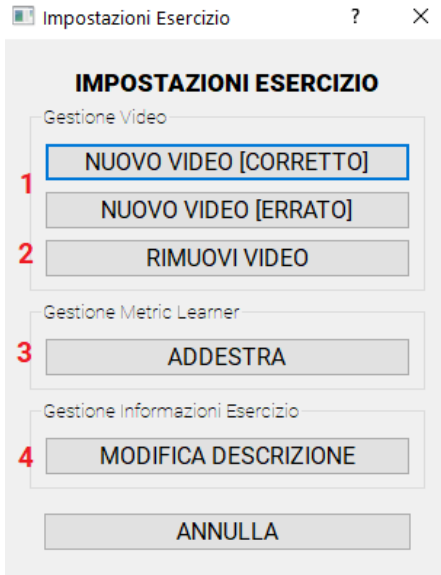 Impostazioni Esercizio ? ×
IMPOSTAZIONI ESERCIZIO
Gestione Video
1 NUOVO VIDEO [CORRETTO]
NUOVO VIDEO [ERRATO]
2 RIMUOVI VIDEO
Gestione Metric Learner
3 ADDESTRA
Gestione Informazioni Esercizio
4 MODIFICA DESCRIZIONE
ANNULLA